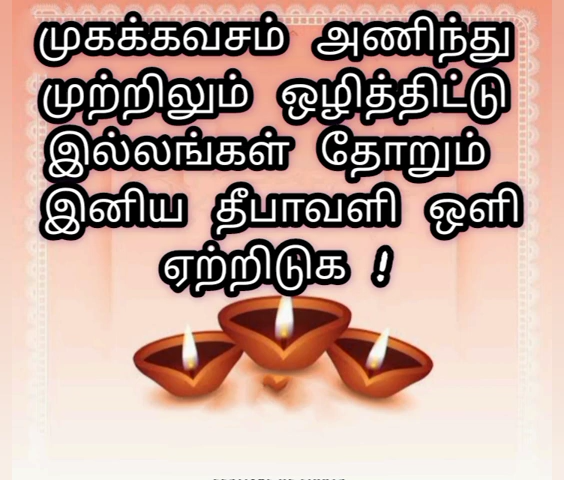 முகக்கவசம் அணிந்து
முற்றிலும் ஒழித்திட்டு
இல்லங்கள் தோறும்
இனிய தீபாவளி ஒளி
ஏற்றிடுக !